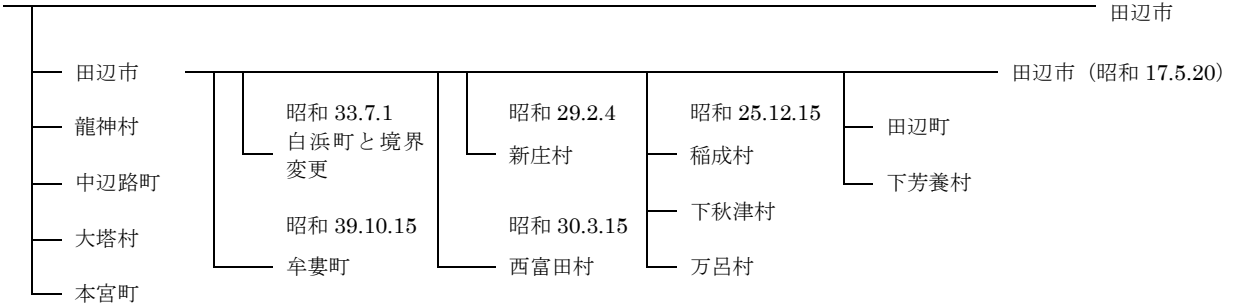 田辺市
田辺市
田辺市（昭和 17.5.20）
昭和 33.7.1
白浜町と境界
変更
昭和 29.2.4
新庄村
昭和 25.12.15
稲成村
田辺町
龍神村
中辺路町
下芳養村
下秋津村
大塔村
昭和 39.10.15
牟婁町
昭和 30.3.15
西富田村
万呂村
本宮町